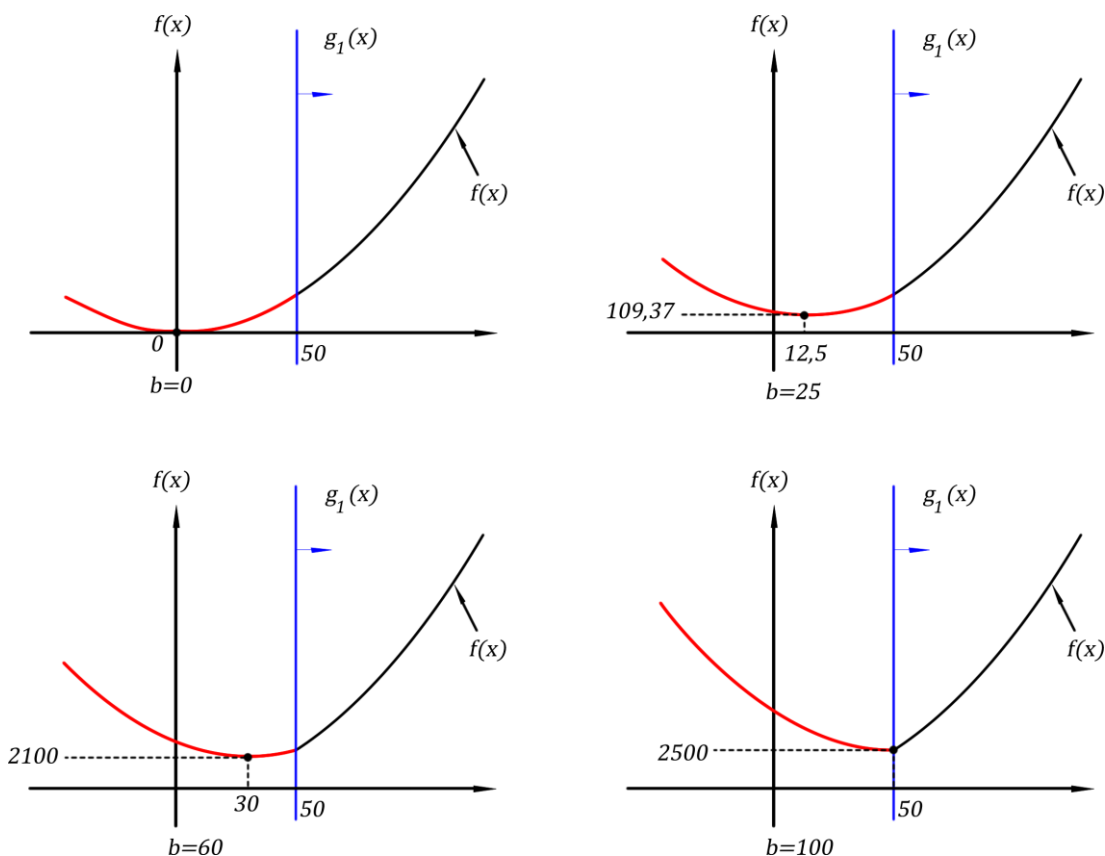 f(x)
g1(x)
f(x)
0
50
b=0
f(x)
g1(x)
f(x)
109,37
12,5
50
b=25
f(x)
g1(x)
f(x)
2100
30
50
b=60
f(x)
g1(x)
f(x)
2500
50
b=100